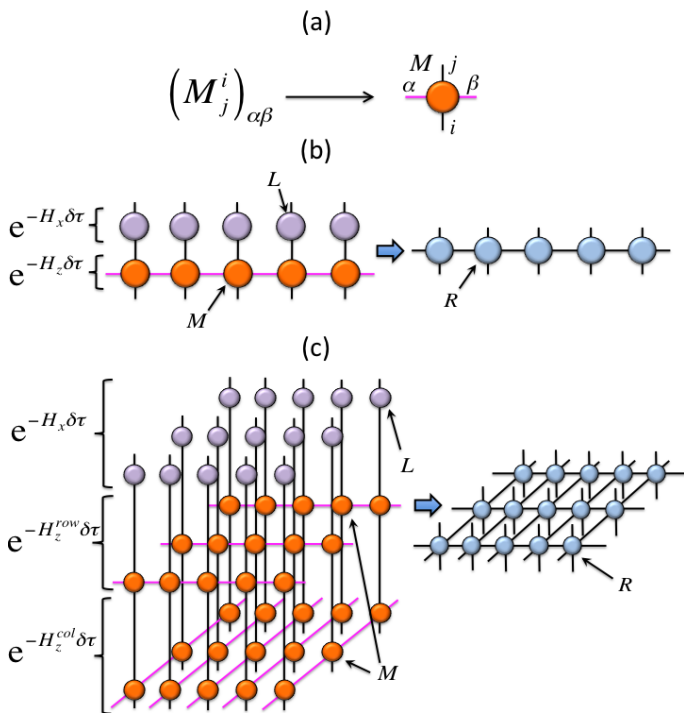 (a)
(M^i_j)_{αβ}
M j
α β
i
(b)
L
e^{-H_x δτ}
e^{-H_z δτ}
R
M
(c)
e^{-H_x δτ}
L
e^{-H_z^{row} δτ}
R
e^{-H_z^{col} δτ}
M